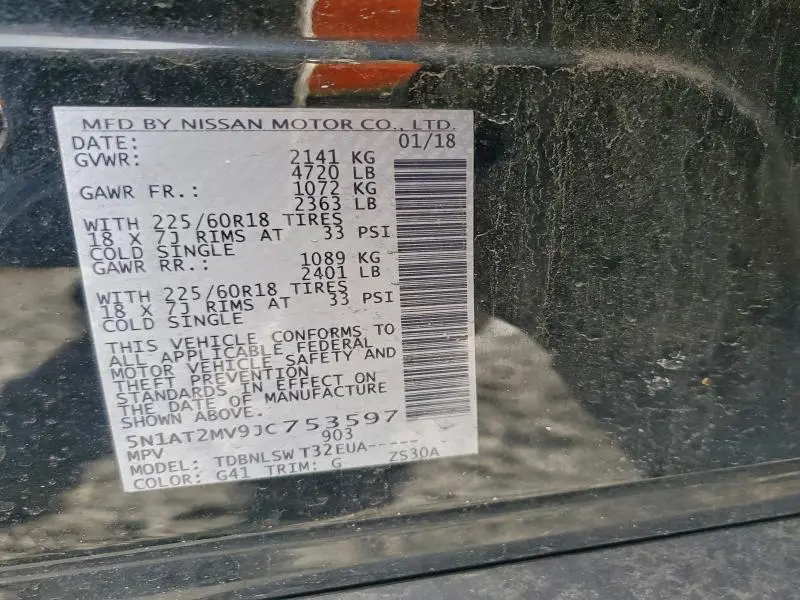 MFD BY NISSAN MOTOR CO., LTD.
DATE: 01/18
GVWR: 2141 KG
4720 LB
GAWR FR.: 1072 KG
2363 LB
WITH 225/60R18 TIRES
18 X 7J RIMS AT 33 PSI
COLD SINGLE
GAWR RR.: 1089 KG
2401 LB
WITH 225/60R18 TIRES
18 X 7J RIMS AT 33 PSI
COLD SINGLE
THIS VEHICLE CONFORMS TO
ALL APPLICABLE FEDERAL
MOTOR VEHICLE SAFETY AND
THEFT PREVENTION
STANDARDS IN EFFECT ON
THE DATE OF MANUFACTURE
SHOWN ABOVE.
5N1AT2MV9JC753597
MPV 903
MODEL: TDBNLSW T32EUA-----
COLOR: G41 TRIM: G ZS30A